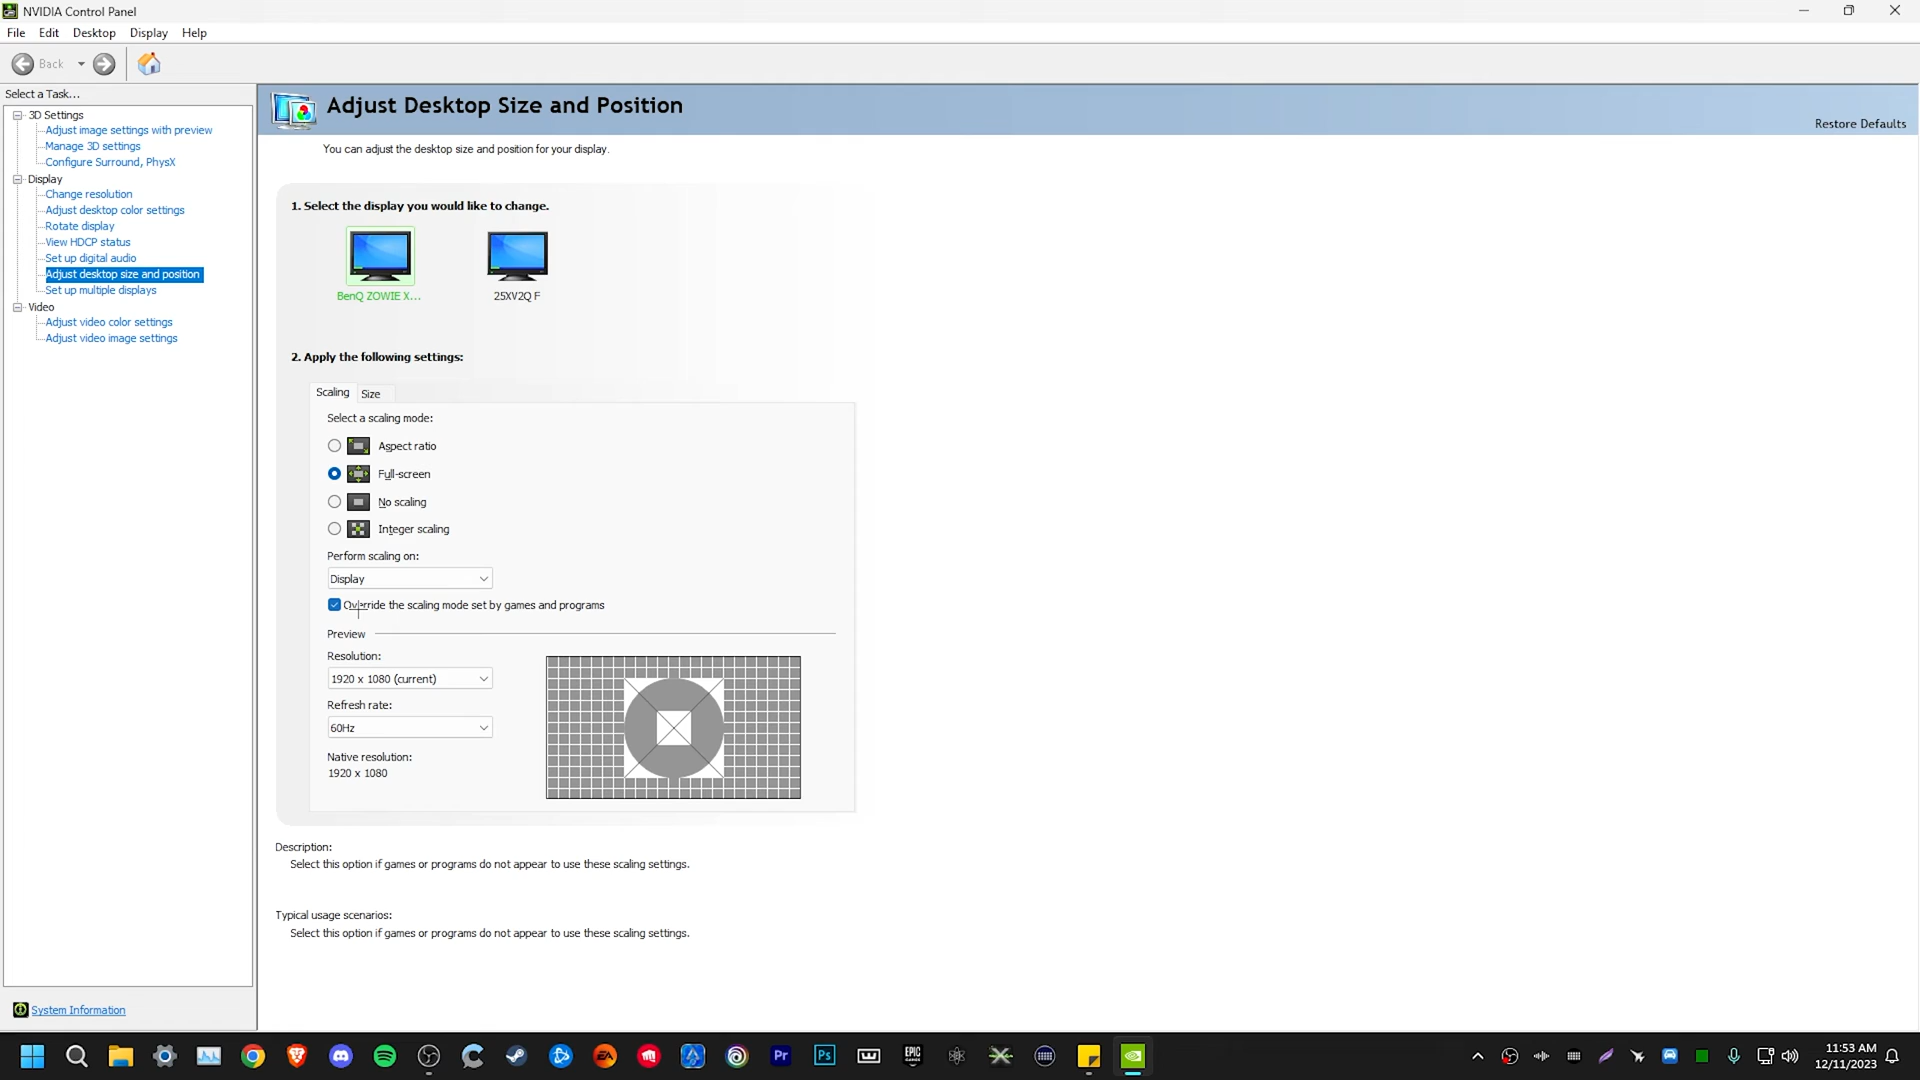 NVIDIA Control Panel
File Edit Desktop Display Help
Back
Select a Task...
3D Settings
Adjust image settings with preview
Manage 3D settings
Configure Surround, PhysX
Display
Change resolution
Adjust desktop color settings
Rotate display
View HDCP status
Set up digital audio
Adjust desktop size and position
Set up multiple displays
Video
Adjust video color settings
Adjust video image settings
System Information
Adjust Desktop Size and Position
Restore Defaults
You can adjust the desktop size and position for your display.
1. Select the display you would like to change.
BenQ ZOWIE X...
25XV2Q F
2. Apply the following settings:
Scaling Size
Select a scaling mode:
Aspect ratio
Full-screen
No scaling
Integer scaling
Perform scaling on:
Display
Override the scaling mode set by games and programs
Preview
Resolution:
1920 x 1080 (current)
Refresh rate:
60Hz
Native resolution:
1920 x 1080
Description:
Select this option if games or programs do not appear to use these scaling settings.
Typical usage scenarios:
Select this option if games or programs do not appear to use these scaling settings.
EA
Pr
Ps
EPIC
GAMES
11:53 AM
12/11/2023